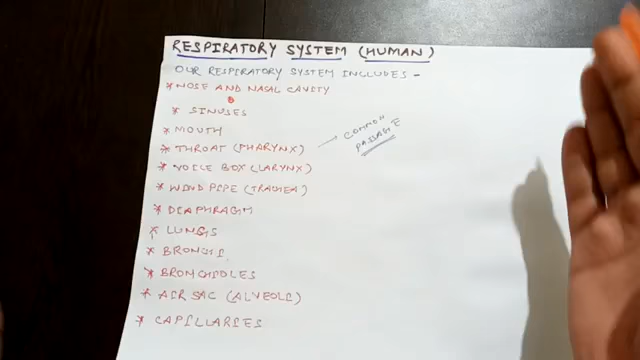 RESPIRATORY SYSTEM (HUMAN)
OUR RESPIRATORY SYSTEM INCLUDES -
* NOSE AND NASAL CAVITY
* SINUSES
* MOUTH
* THROAT (PHARYNX) → COMMON PASSAGE
* VOICE BOX (LARYNX)
* WIND PIPE (TRACHEA)
* DIAPHRAGM
* LUNGS
* BRONCHI
* BRONCHIOLES
* AIR SAC (ALVEOLI)
* CAPILLARIES